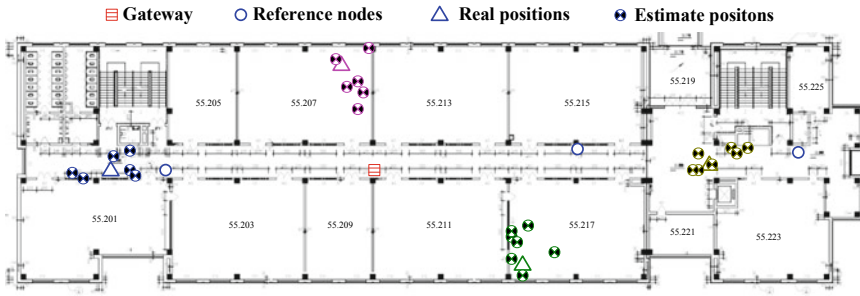 Gateway Reference nodes Real positions Estimate positons
55.219
55.205 55.207 55.213 55.215 55.225
55.201 55.203 55.209 55.211 55.217 55.221 55.223